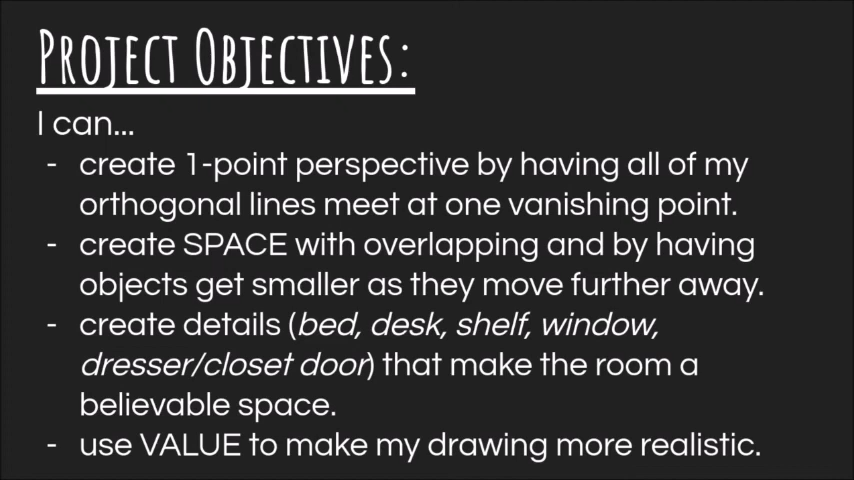 Project Objectives:
I can...
- create 1-point perspective by having all of my
orthogonal lines meet at one vanishing point.
- create SPACE with overlapping and by having
objects get smaller as they move further away.
- create details (bed, desk, shelf, window,
dresser/closet door) that make the room a
believable space.
- use VALUE to make my drawing more realistic.